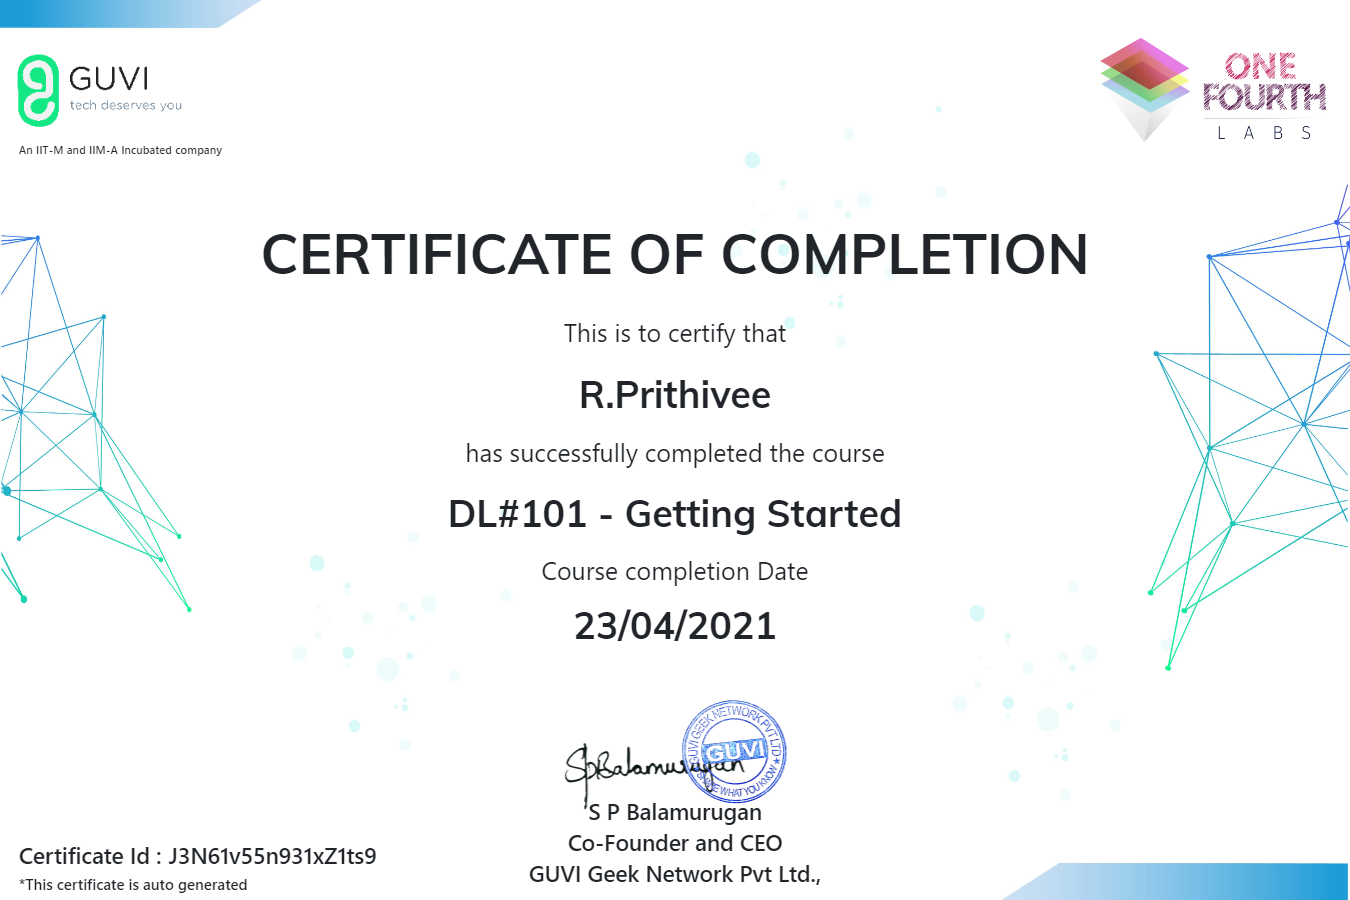 GUVI
tech deserves you
An IIT-M and IIM-A Incubated company
ONE
FOURTH
LABS
CERTIFICATE OF COMPLETION
This is to certify that
R.Prithivee
has successfully completed the course
DL#101 - Getting Started
Course completion Date
23/04/2021
SPBalamurugan
GUVI GEEK NETWORK PVT LTD
GUVI
SHARE WHAT YOU KNOW
S P Balamurugan
Co-Founder and CEO
GUVI Geek Network Pvt Ltd.,
Certificate Id : J3N61v55n931xZ1ts9
*This certificate is auto generated